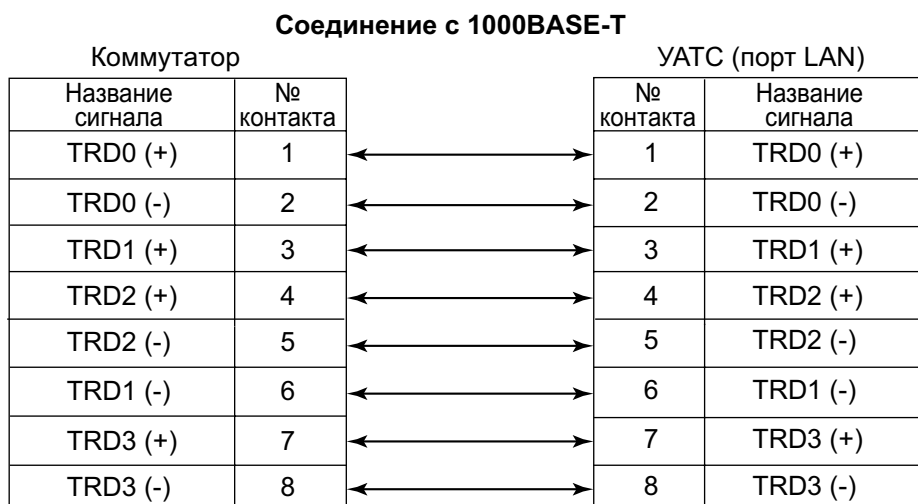 Соединение с 1000BASE-T
Коммутатор УАТС (порт LAN)
Название сигнала № контакта № контакта Название сигнала
TRD0 (+) 1 1 TRD0 (+)
TRD0 (-) 2 2 TRD0 (-)
TRD1 (+) 3 3 TRD1 (+)
TRD2 (+) 4 4 TRD2 (+)
TRD2 (-) 5 5 TRD2 (-)
TRD1 (-) 6 6 TRD1 (-)
TRD3 (+) 7 7 TRD3 (+)
TRD3 (-) 8 8 TRD3 (-)